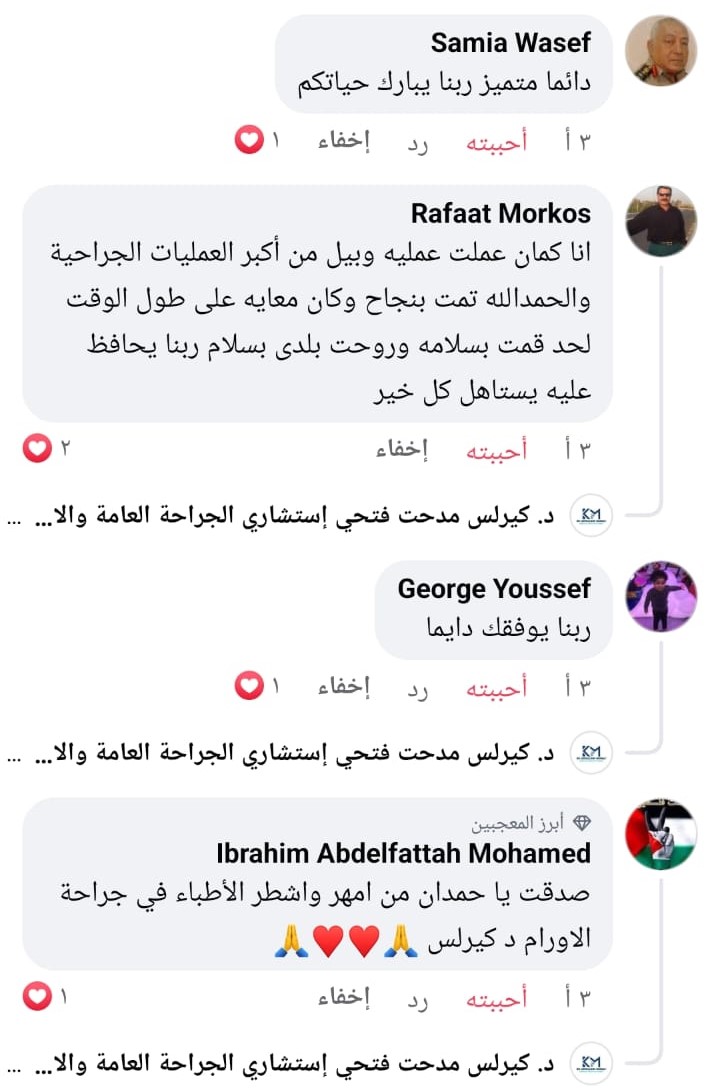 Samia Wasef
دائما متميز ربنا يبارك حياتكم
٣ أ أحببته رد إخفاء ١
Rafaat Morkos
انا كمان عملت عمليه وبيل من أكبر العمليات الجراحية
والحمدالله تمت بنجاح وكان معايه على طول الوقت
لحد قمت بسلامه وروحت بلدى بسلام ربنا يحافظ
عليه يستاهل كل خير
٣ أ أحببته إخفاء ٢
د. كيرلس مدحت فتحي إستشاري الجراحة العامة والا... ...
George Youssef
ربنا يوفقك دايما
٣ أ أحببته رد إخفاء ١
د. كيرلس مدحت فتحي إستشاري الجراحة العامة والا... ...
أبرز المعجبين
Ibrahim Abdelfattah Mohamed
صدقت يا حمدان من امهر واشطر الأطباء في جراحة
الاورام د كيرلس 🙏❤️❤️🙏
٣ أ أحببته رد إخفاء ١
د. كيرلس مدحت فتحي إستشاري الجراحة العامة والا... ...